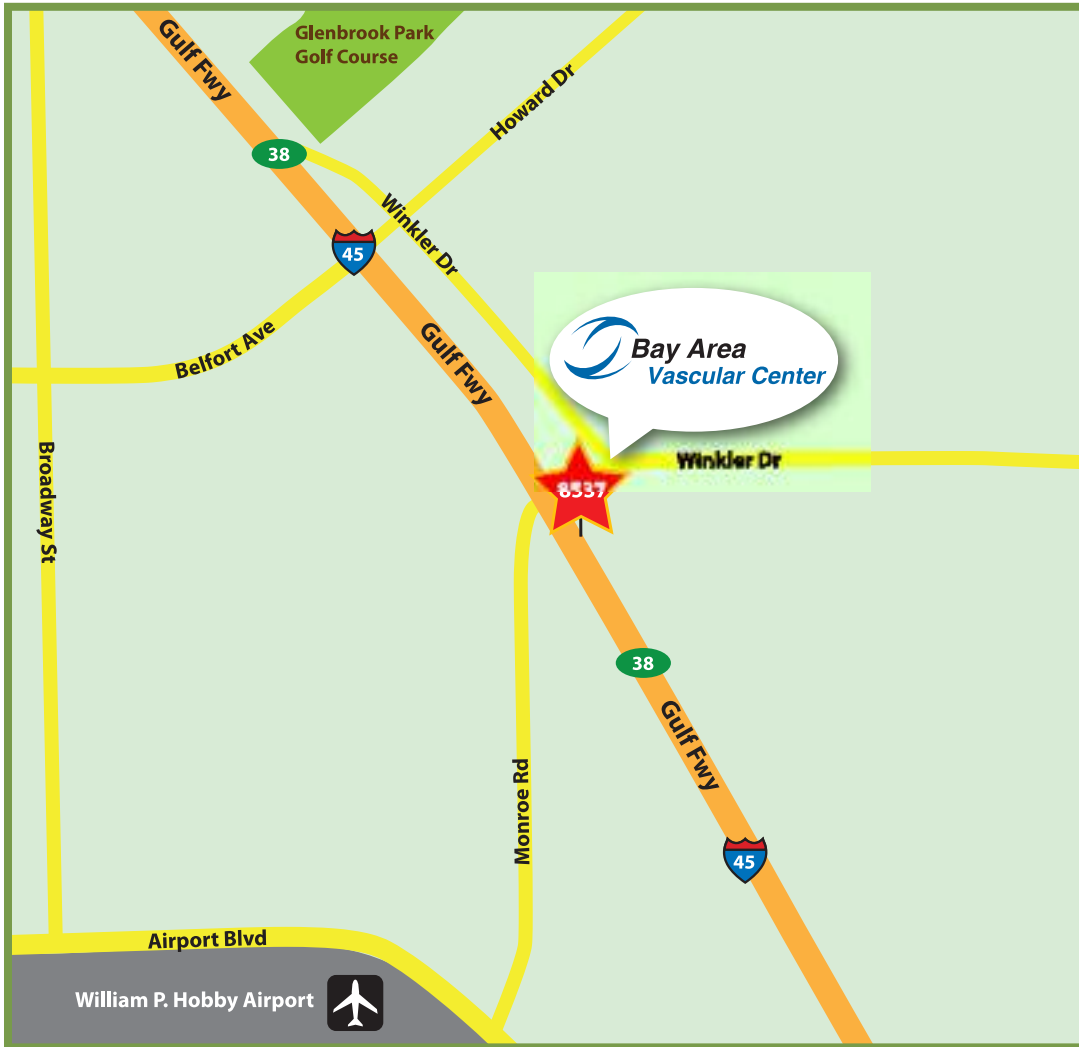 Glenbrook Park
Golf Course
Gulf Fwy
Howard Dr
38
Winkler Dr
45
Belfort Ave
Gulf Fwy
Bay Area
Vascular Center
Broadway St
Winkler Dr
8537
38
Gulf Fwy
Monroe Rd
45
Airport Blvd
William P. Hobby Airport